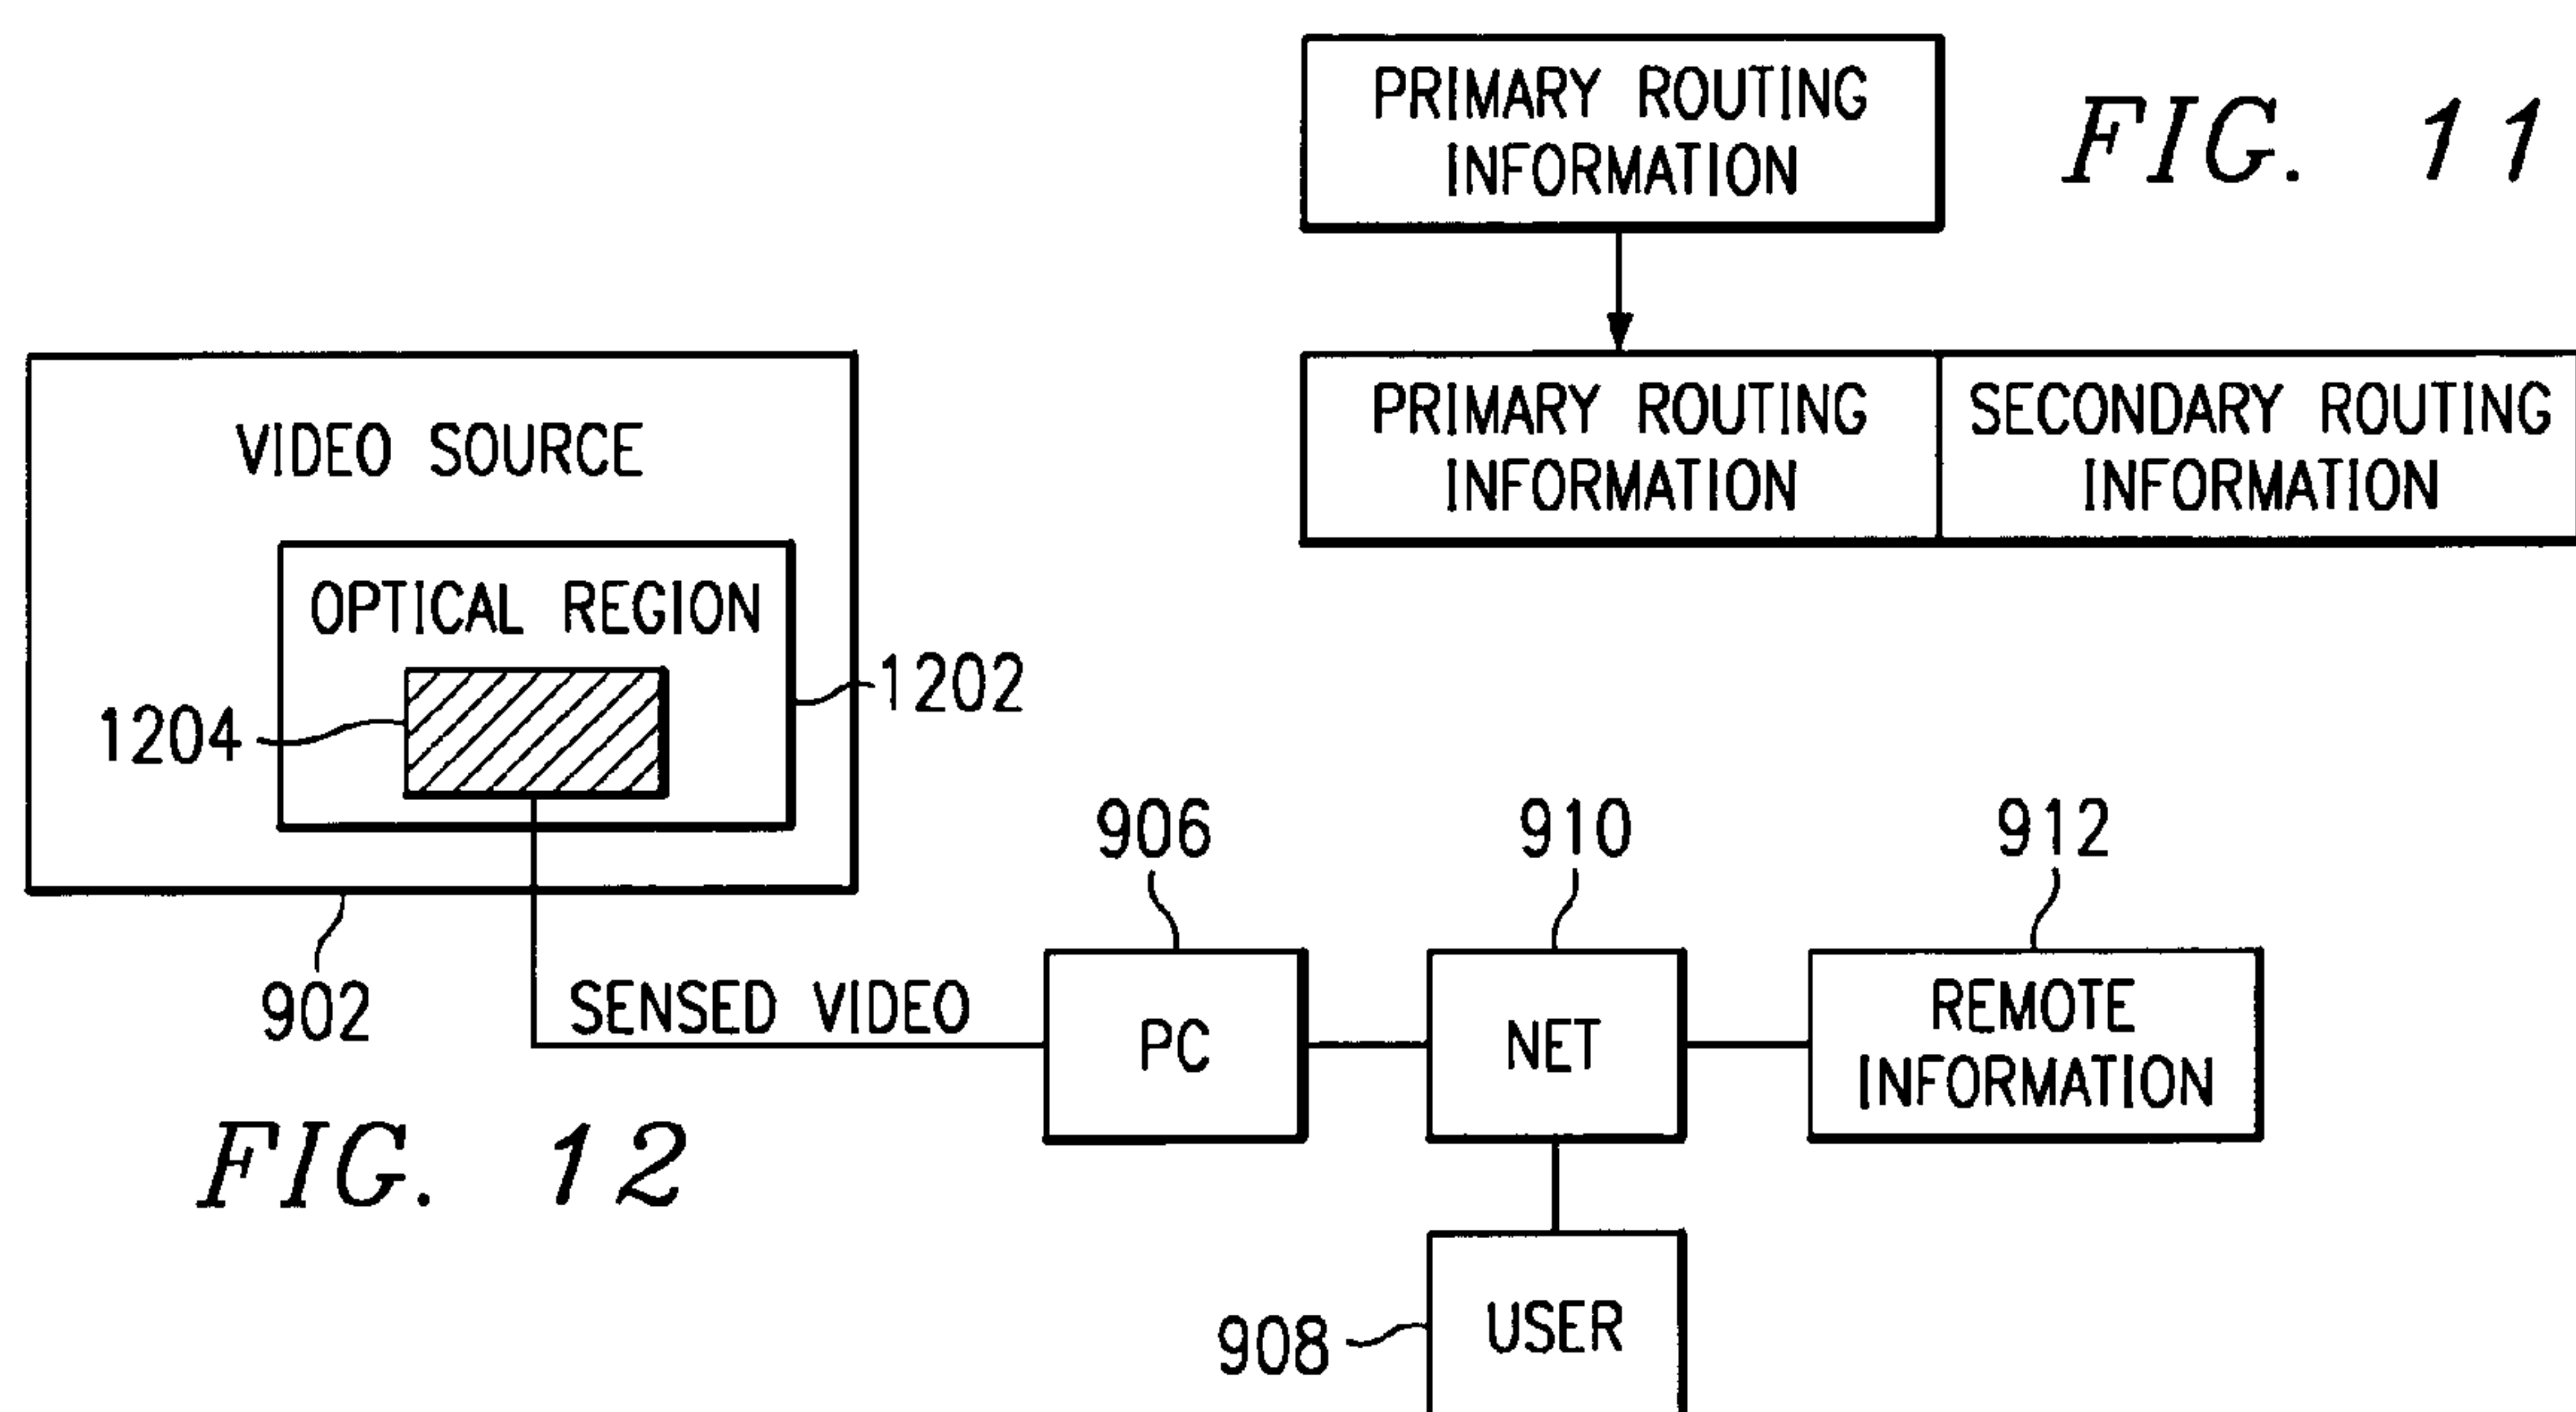 PRIMARY ROUTING
INFORMATION
FIG. 11
PRIMARY ROUTING
INFORMATION
SECONDARY ROUTING
INFORMATION
VIDEO SOURCE
OPTICAL REGION
1202
1204
902
SENSED VIDEO
906
PC
910
NET
912
REMOTE
INFORMATION
908
USER
FIG. 12